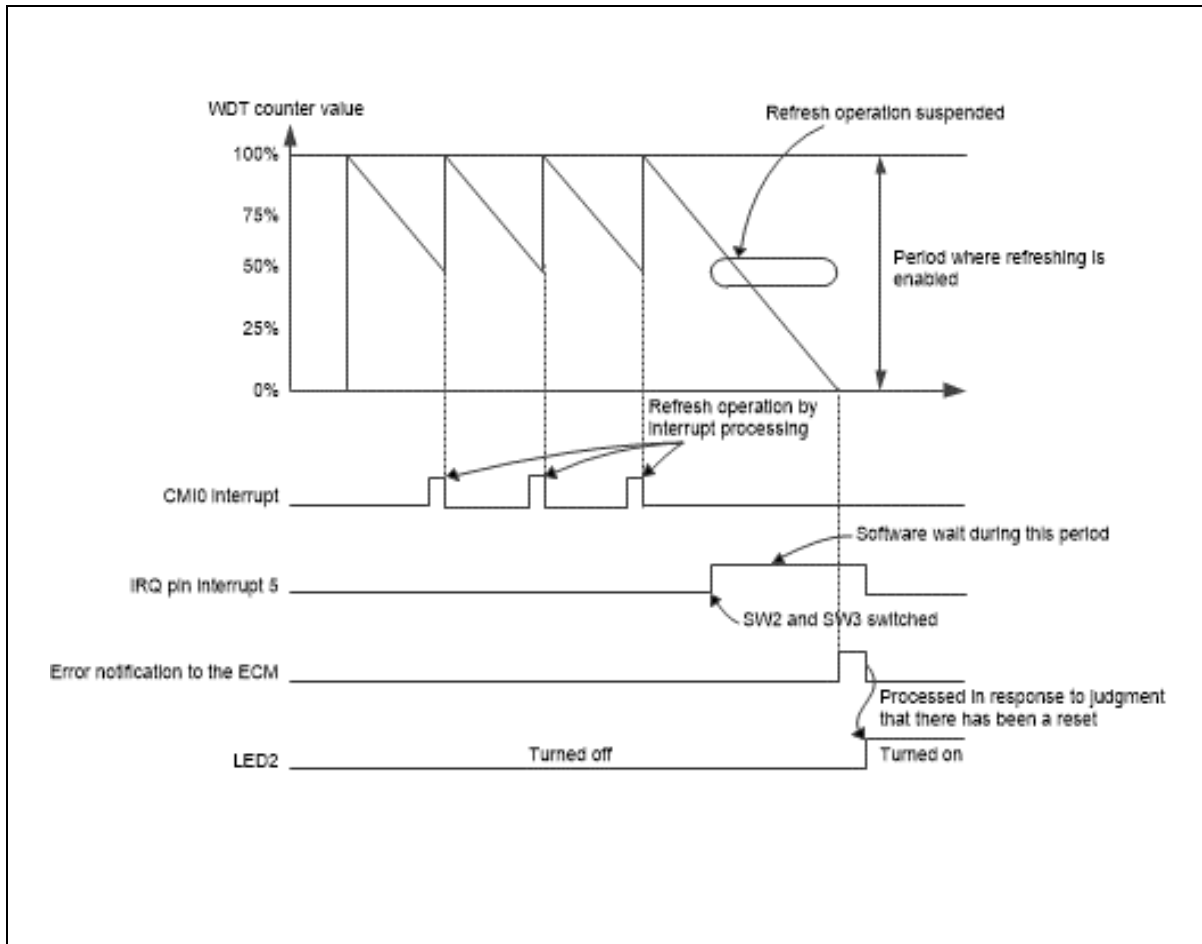 WDT counter value
Refresh operation suspended
100%
75%
50%
25%
0%
Period where refreshing is
enabled
Refresh operation by
interrupt processing
CMI0 interrupt
Software wait during this period
IRQ pin interrupt 5
SW2 and SW3 switched
Error notification to the ECM
Processed in response to judgment
that there has been a reset
LED2
Turned off
Turned on